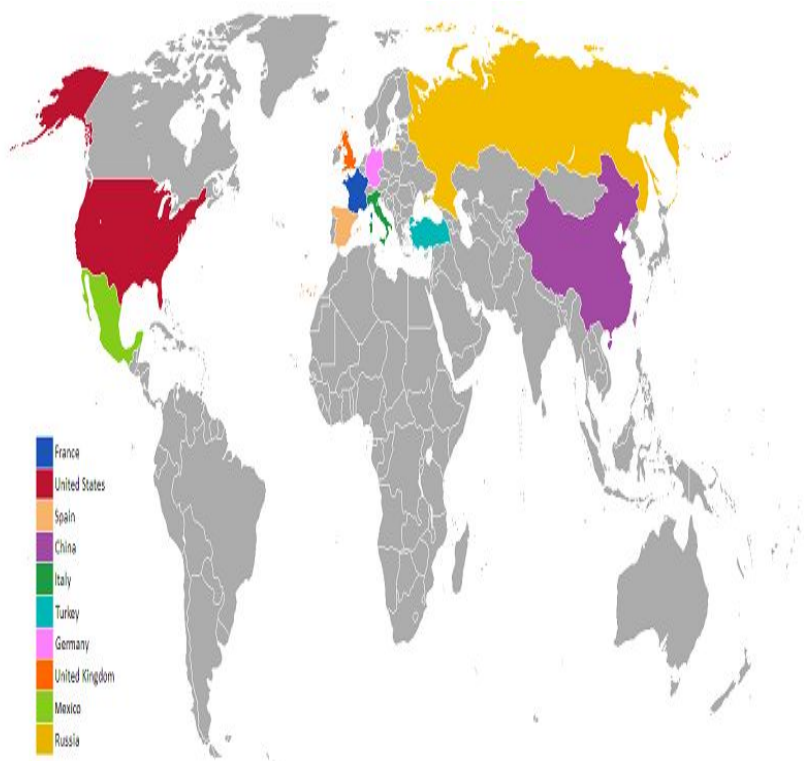 France
United States
Spain
China
Italy
Turkey
Germany
United Kingdom
Mexico
Russia